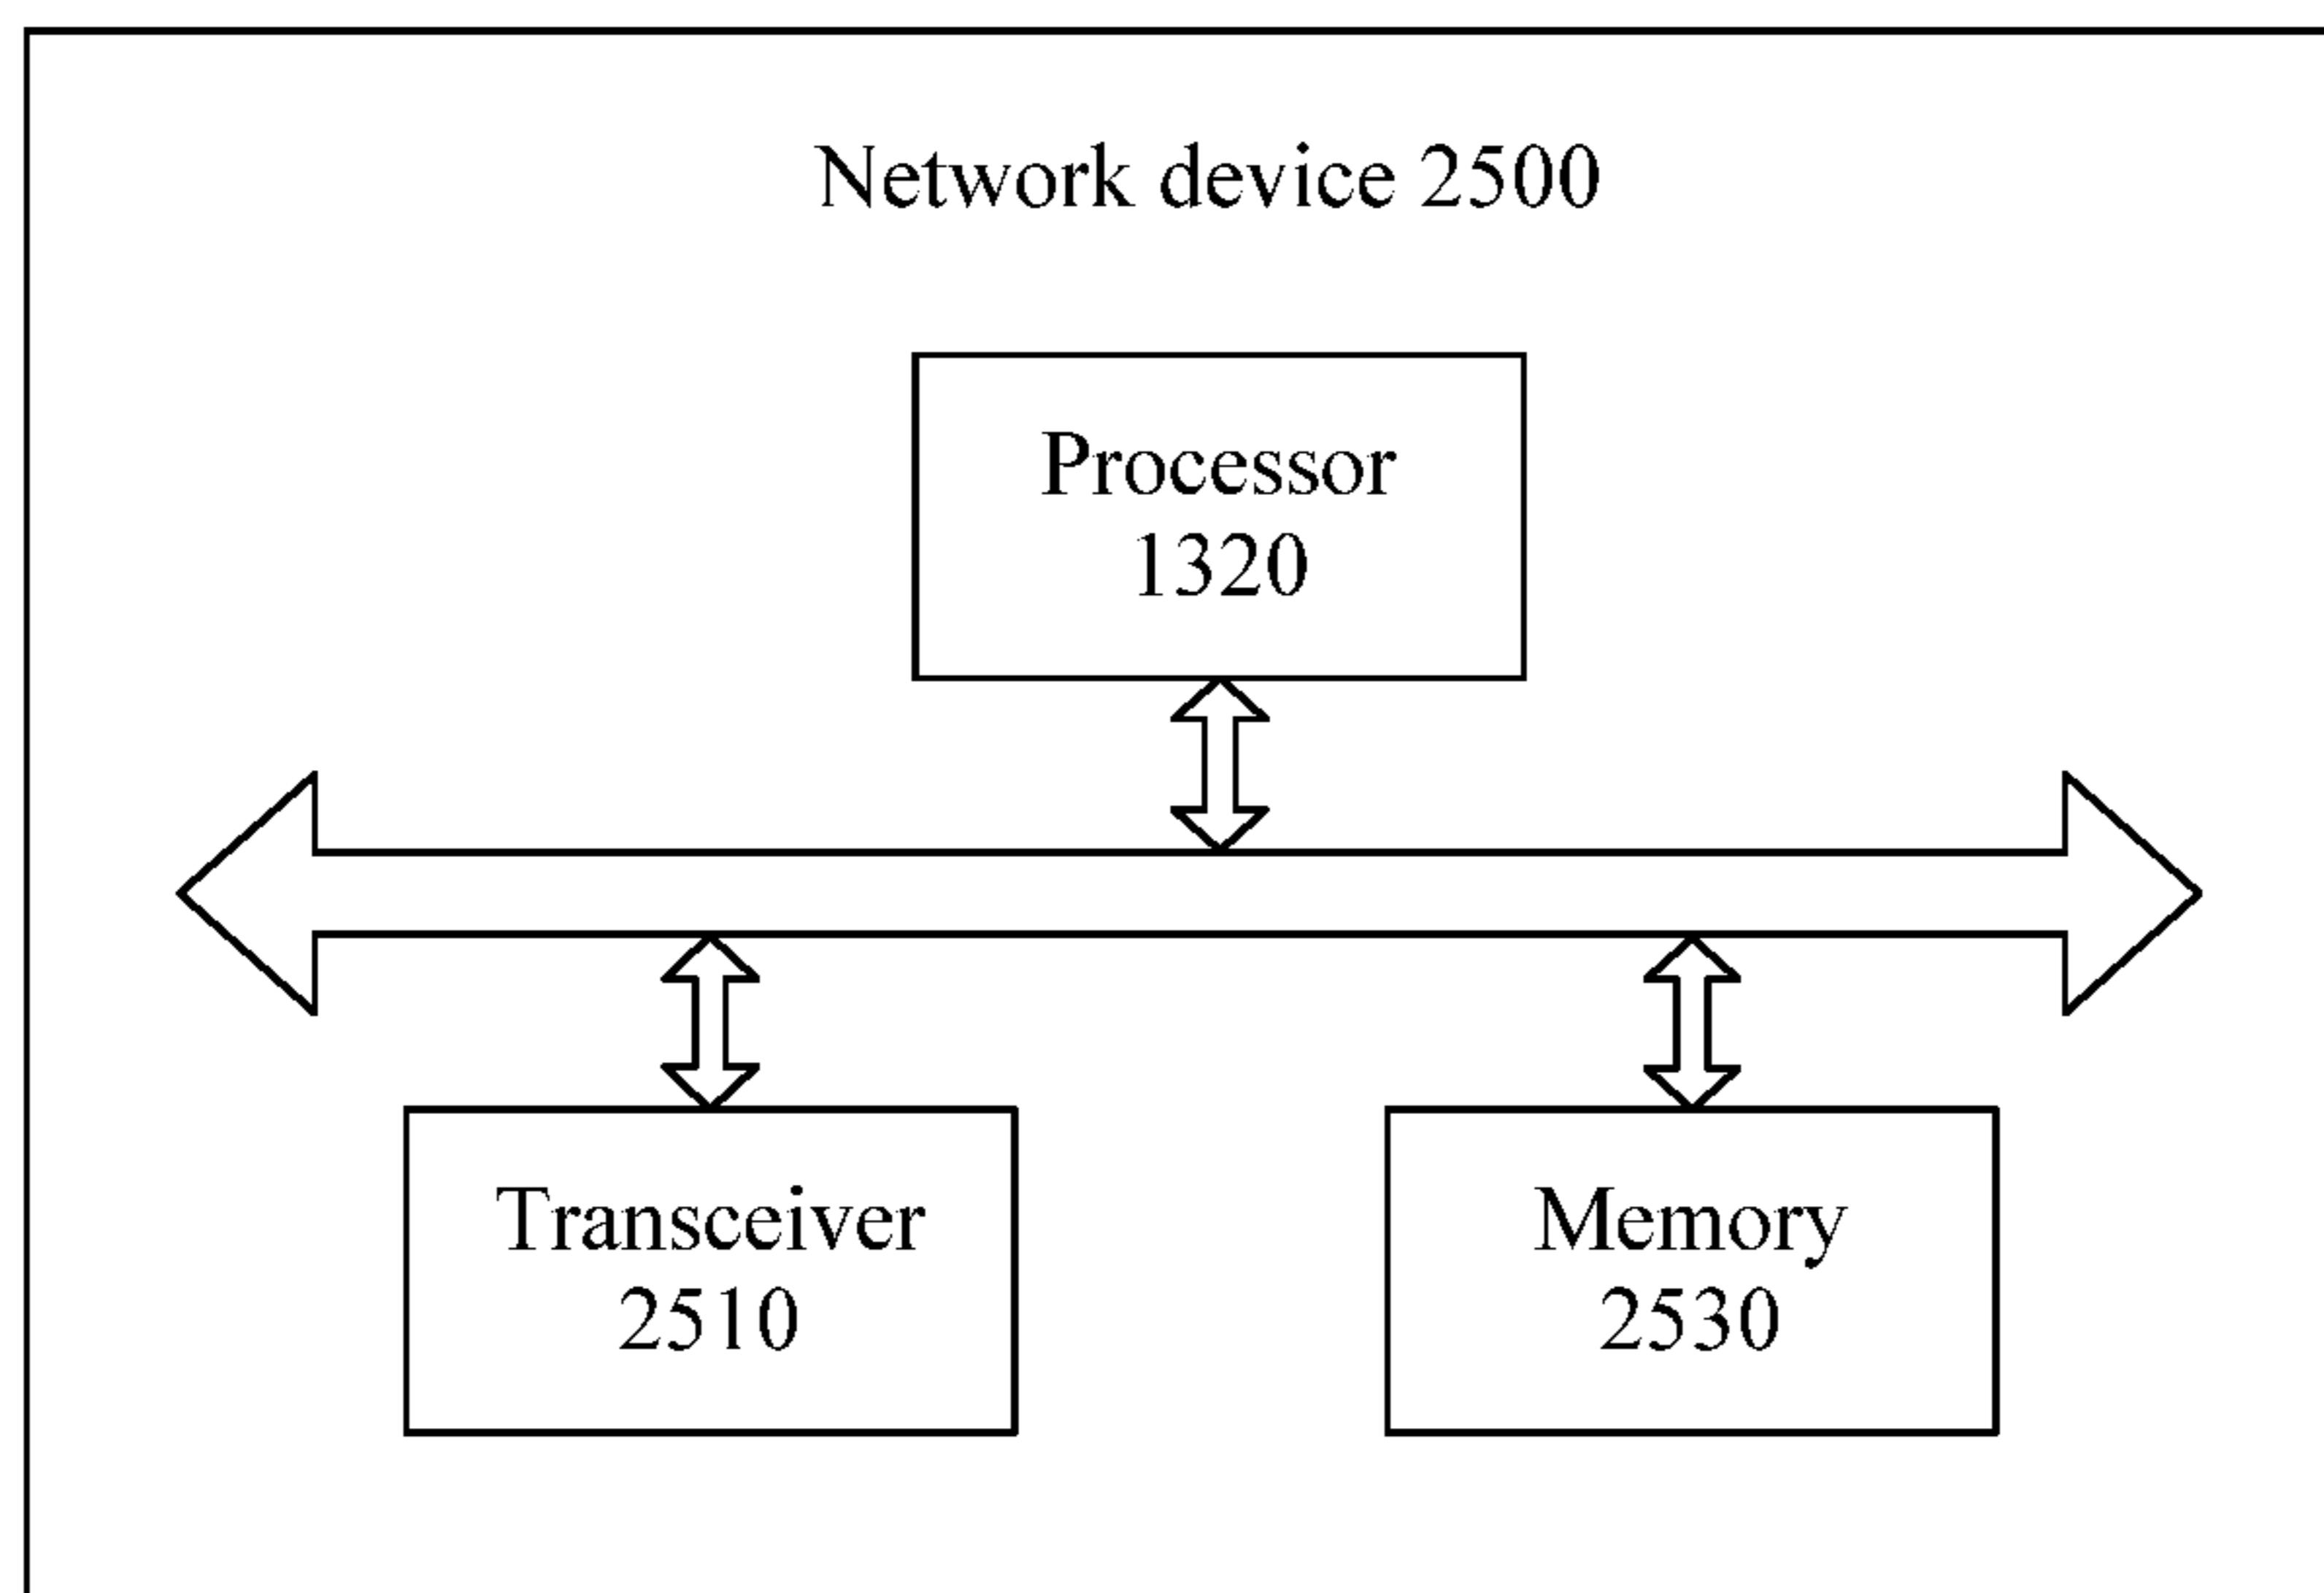 Network device 2500
Processor
1320
Transceiver
2510
Memory
2530